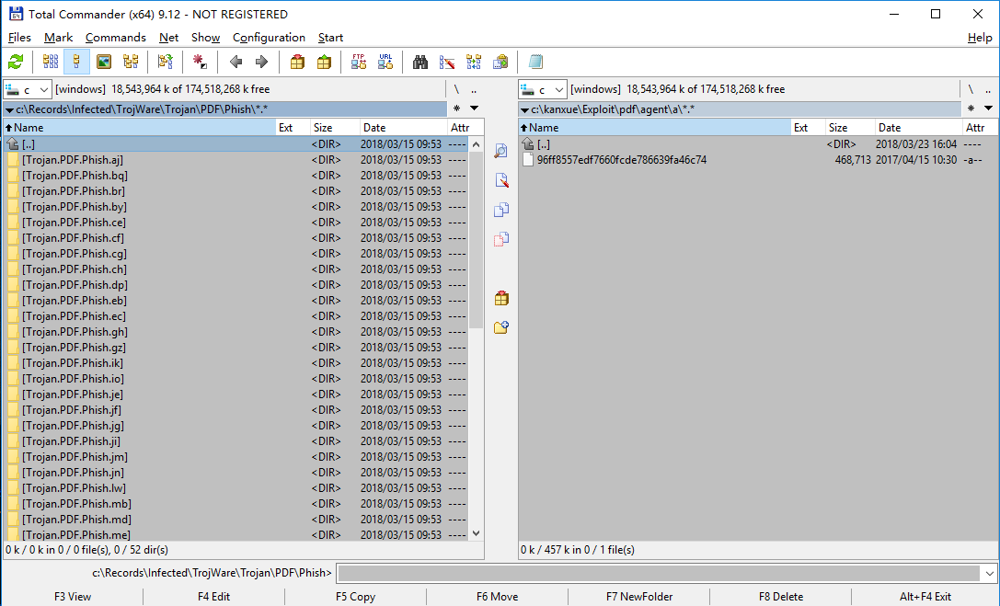 Total Commander (x64) 9.12 - NOT REGISTERED
Files Mark Commands Net Show Configuration Start Help
FTP URL
c [windows] 18,543,964 k of 174,518,268 k free \ ..
c [windows] 18,543,964 k of 174,518,268 k free \ ..
c:\Records\Infected\TrojWare\Trojan\PDF\Phish\*.* *
c:\kanxue\Exploit\pdf\agent\a\*.* *
Name Ext Size Date Attr
[..] <DIR> 2018/03/15 09:53 ----
[Trojan.PDF.Phish.aj] <DIR> 2018/03/15 09:53 ----
[Trojan.PDF.Phish.bq] <DIR> 2018/03/15 09:53 ----
[Trojan.PDF.Phish.br] <DIR> 2018/03/15 09:53 ----
[Trojan.PDF.Phish.by] <DIR> 2018/03/15 09:53 ----
[Trojan.PDF.Phish.ce] <DIR> 2018/03/15 09:53 ----
[Trojan.PDF.Phish.cf] <DIR> 2018/03/15 09:53 ----
[Trojan.PDF.Phish.cg] <DIR> 2018/03/15 09:53 ----
[Trojan.PDF.Phish.ch] <DIR> 2018/03/15 09:53 ----
[Trojan.PDF.Phish.dp] <DIR> 2018/03/15 09:53 ----
[Trojan.PDF.Phish.eb] <DIR> 2018/03/15 09:53 ----
[Trojan.PDF.Phish.ec] <DIR> 2018/03/15 09:53 ----
[Trojan.PDF.Phish.gh] <DIR> 2018/03/15 09:53 ----
[Trojan.PDF.Phish.gz] <DIR> 2018/03/15 09:53 ----
[Trojan.PDF.Phish.ik] <DIR> 2018/03/15 09:53 ----
[Trojan.PDF.Phish.io] <DIR> 2018/03/15 09:53 ----
[Trojan.PDF.Phish.je] <DIR> 2018/03/15 09:53 ----
[Trojan.PDF.Phish.jf] <DIR> 2018/03/15 09:53 ----
[Trojan.PDF.Phish.jg] <DIR> 2018/03/15 09:53 ----
[Trojan.PDF.Phish.ji] <DIR> 2018/03/15 09:53 ----
[Trojan.PDF.Phish.jm] <DIR> 2018/03/15 09:53 ----
[Trojan.PDF.Phish.jn] <DIR> 2018/03/15 09:53 ----
[Trojan.PDF.Phish.lw] <DIR> 2018/03/15 09:53 ----
[Trojan.PDF.Phish.mb] <DIR> 2018/03/15 09:53 ----
[Trojan.PDF.Phish.md] <DIR> 2018/03/15 09:53 ----
[Trojan.PDF.Phish.me] <DIR> 2018/03/15 09:53 ----
0 k / 0 k in 0 / 0 file(s), 0 / 52 dir(s)
Name Ext Size Date Attr
[..] <DIR> 2018/03/23 16:04 ----
96ff8557edf7660fcde786639fa46c74 468,713 2017/04/15 10:30 -a--
0 k / 457 k in 0 / 1 file(s)
c:\Records\Infected\TrojWare\Trojan\PDF\Phish>
F3 View F4 Edit F5 Copy F6 Move F7 NewFolder F8 Delete Alt+F4 Exit